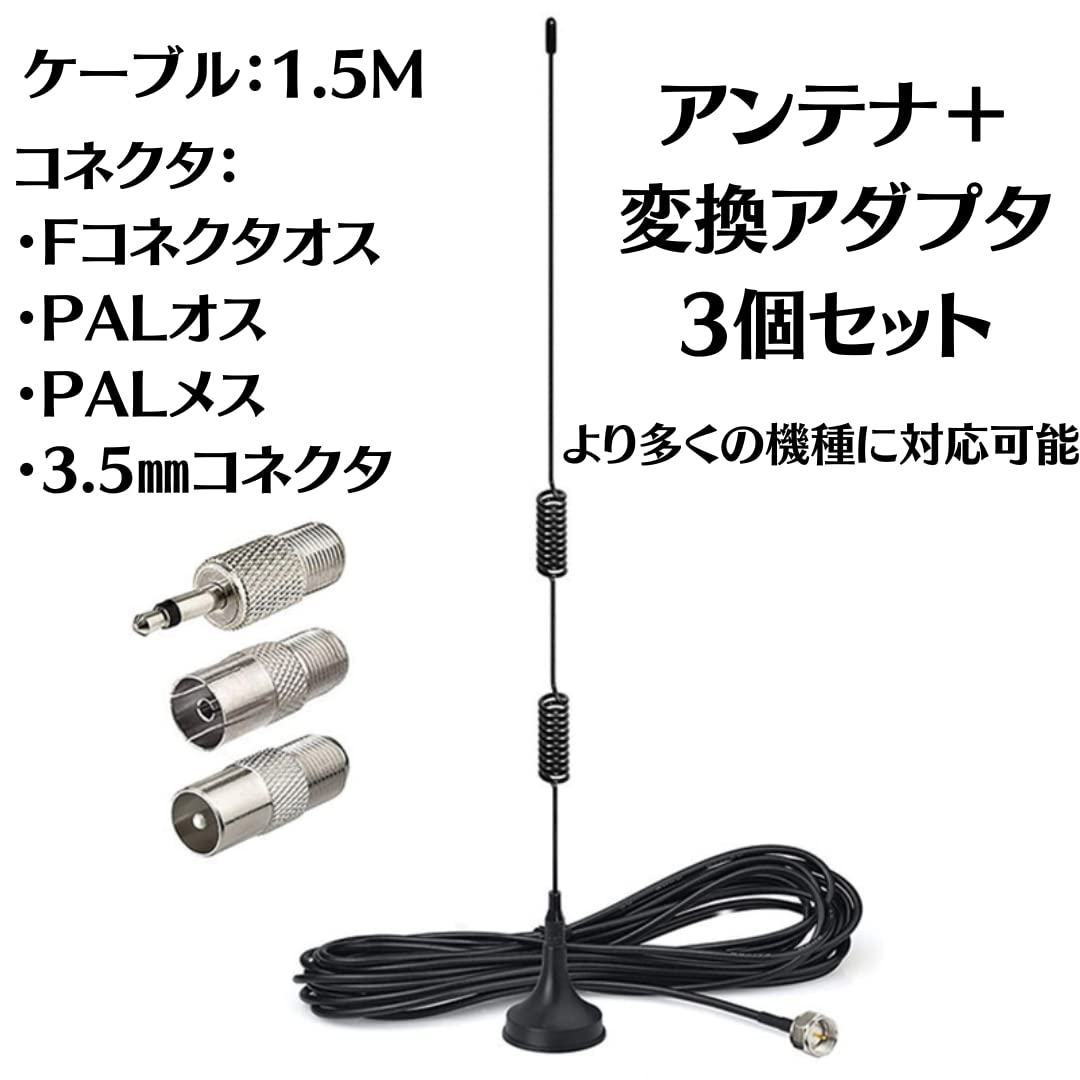 ケーブル：1.5M
コネクタ：
・Fコネクタオス
・PALオス
・PALメス
・3.5㎜コネクタ
アンテナ＋
変換アダプタ
3個セット
より多くの機種に対応可能